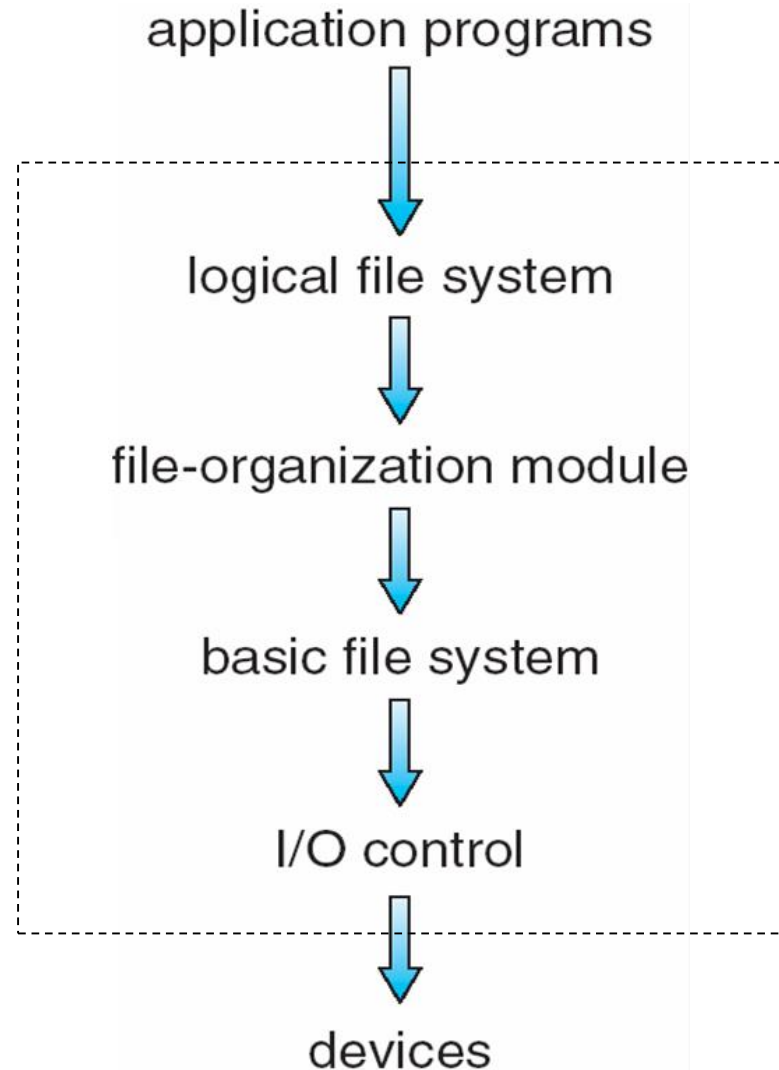 application programs
logical file system
file-organization module
basic file system
I/O control
devices